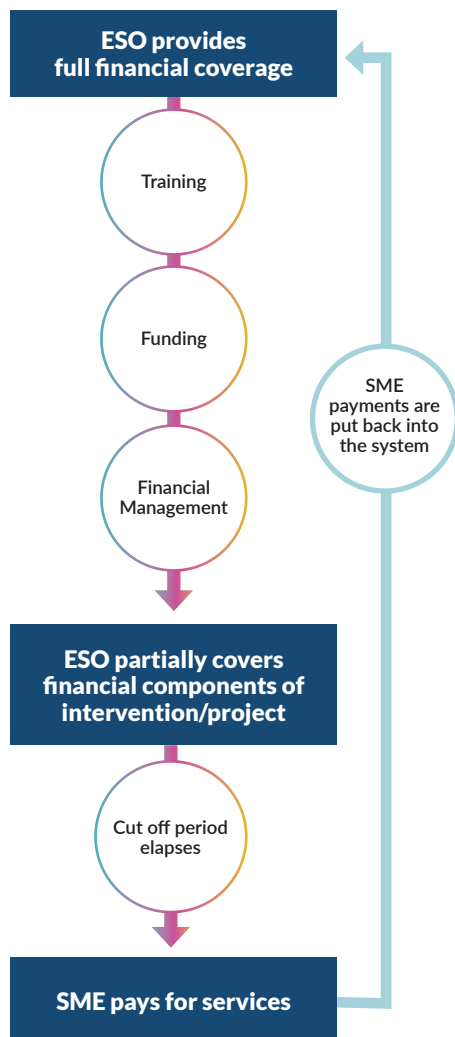 ESO provides
full financial coverage
Training
Funding
Financial
Management
SME
payments are
put back into
the system
ESO partially covers
financial components of
intervention/project
Cut off period
elapses
SME pays for services